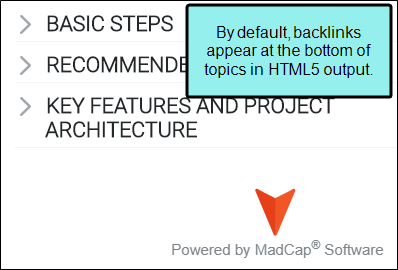 BASIC STEPS
By default, backlinks
appear at the bottom of
topics in HTML5 output.
RECOMMENDE
KEY FEATURES AND PROJECT
ARCHITECTURE
Powered by MadCap® Software